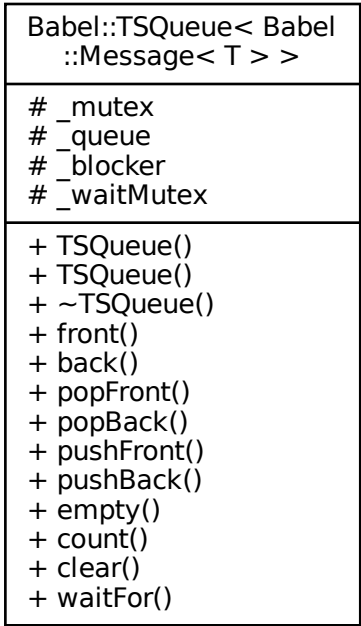 Babel::TSQueue< Babel
::Message< T > >
# _mutex
# _queue
# _blocker
# _waitMutex
+ TSQueue()
+ TSQueue()
+ ~TSQueue()
+ front()
+ back()
+ popFront()
+ popBack()
+ pushFront()
+ pushBack()
+ empty()
+ count()
+ clear()
+ waitFor()